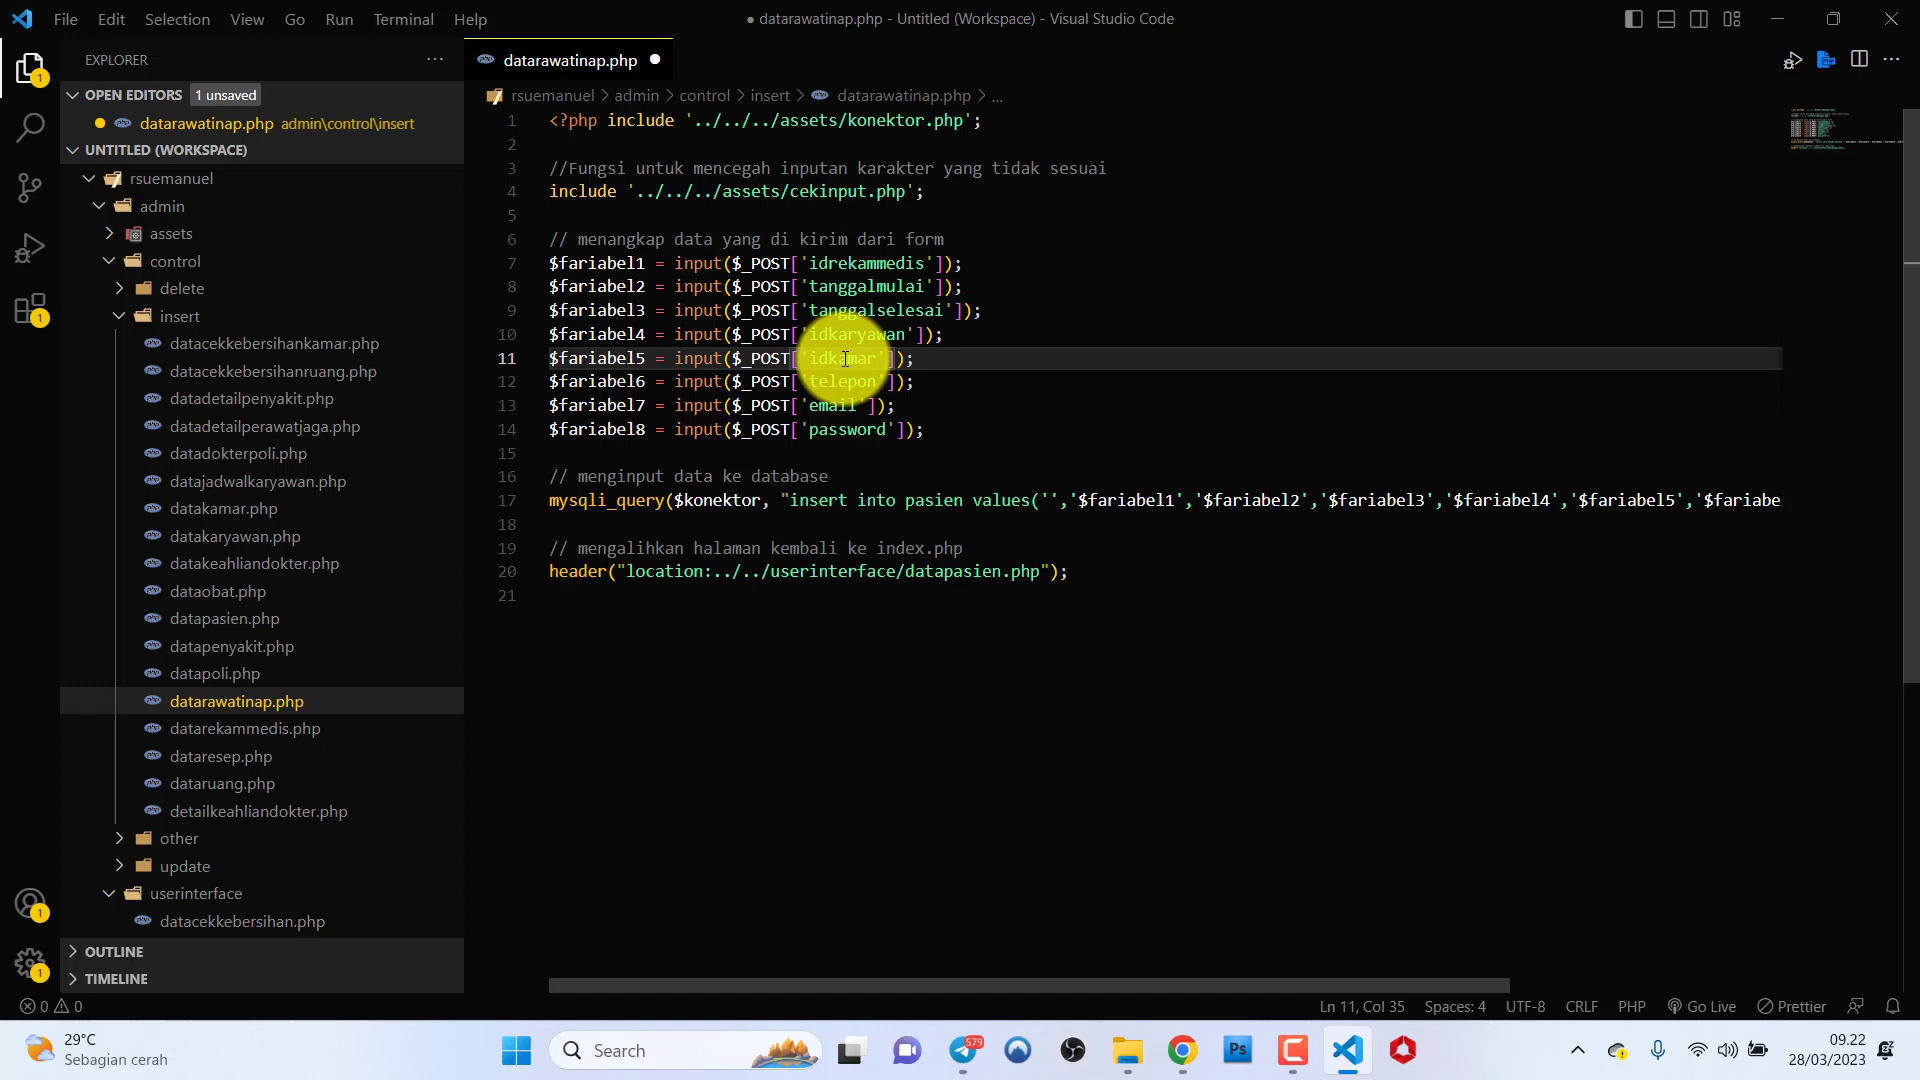 File Edit Selection View Go Run Terminal Help
● datarawatinap.php - Untitled (Workspace) - Visual Studio Code
EXPLORER
OPEN EDITORS 1 unsaved
datarawatinap.php admin\control\insert
UNTITLED (WORKSPACE)
rsuemanuel
admin
assets
control
delete
insert
datacekkebersihankamar.php
datacekkebersihanruang.php
datadetailpenyakit.php
datadetailperawatjaga.php
datadokterpoli.php
datajadwalkaryawan.php
datakamar.php
datakaryawan.php
datakeahliandokter.php
dataobat.php
datapasien.php
datapenyakit.php
datapoli.php
datarawatinap.php
datarekammedis.php
dataresep.php
dataruang.php
detailkeahliandokter.php
other
update
userinterface
datacekkebersihan.php
OUTLINE
TIMELINE
datarawatinap.php
rsuemanuel > admin > control > insert > datarawatinap.php > ...
1 <?php include '../../../assets/konektor.php';
2
3 //Fungsi untuk mencegah inputan karakter yang tidak sesuai
4 include '../../../assets/cekinput.php';
5
6 // menangkap data yang di kirim dari form
7 $fariabel1 = input($_POST['idrekammedis']);
8 $fariabel2 = input($_POST['tanggalmulai']);
9 $fariabel3 = input($_POST['tanggalselesai']);
10 $fariabel4 = input($_POST['idkaryawan']);
11 $fariabel5 = input($_POST['idkamar']);
12 $fariabel6 = input($_POST['telepon']);
13 $fariabel7 = input($_POST['email']);
14 $fariabel8 = input($_POST['password']);
15
16 // menginput data ke database
17 mysqli_query($konektor, "insert into pasien values('','$fariabel1','$fariabel2','$fariabel3','$fariabel4','$fariabel5','$fariabe
18
19 // mengalihkan halaman kembali ke index.php
20 header("location:../../userinterface/datapasien.php");
21
0 0 Ln 11, Col 35 Spaces: 4 UTF-8 CRLF PHP Go Live Prettier
29°C
Sebagian cerah
Search
579
Ps
09.22
28/03/2023